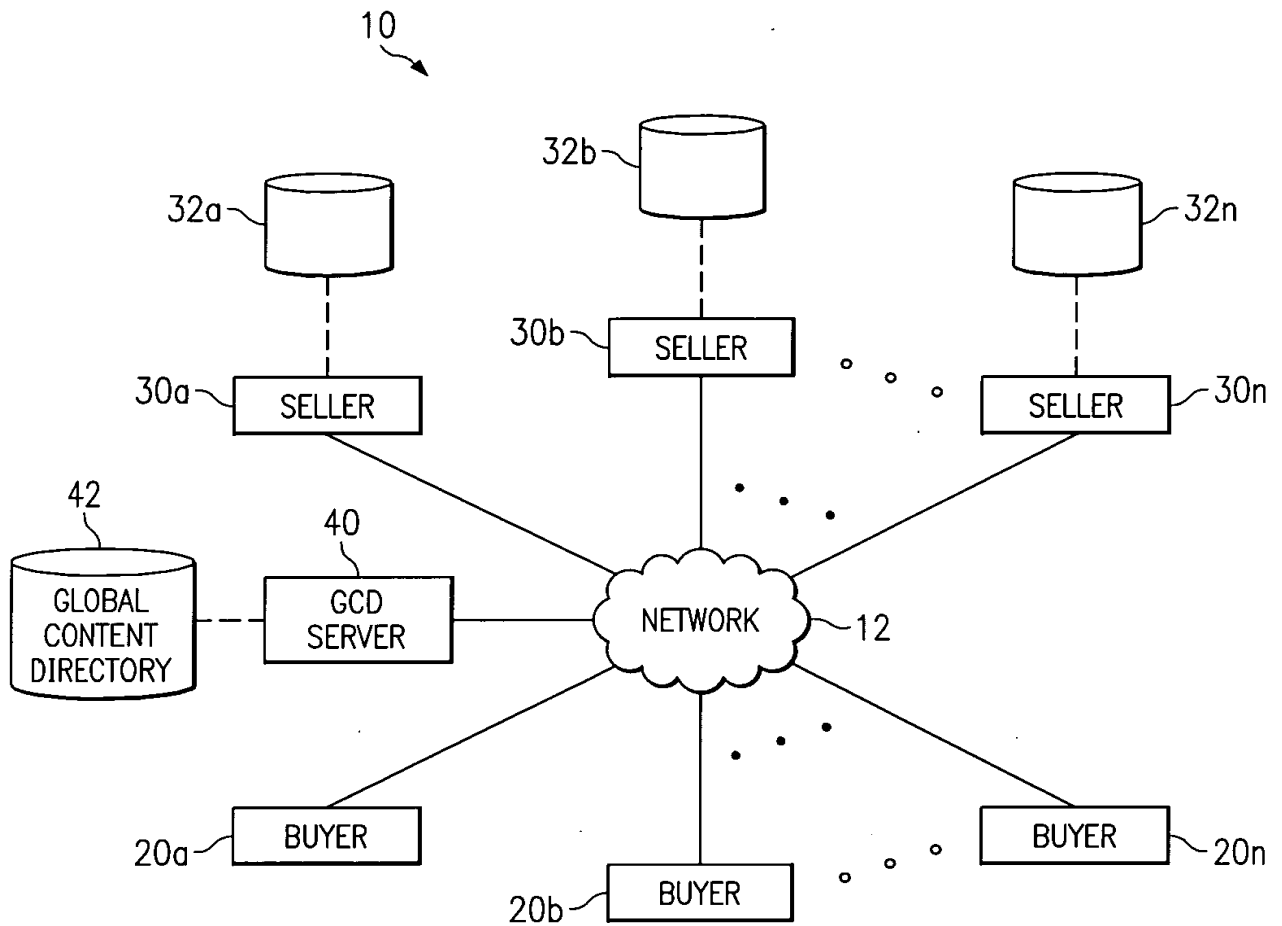 10
32a
32b
32n
30a
SELLER
30b
SELLER
SELLER
30n
42
GLOBAL
CONTENT
DIRECTORY
40
GCD
SERVER
NETWORK
12
20a
BUYER
20b
BUYER
BUYER
20n